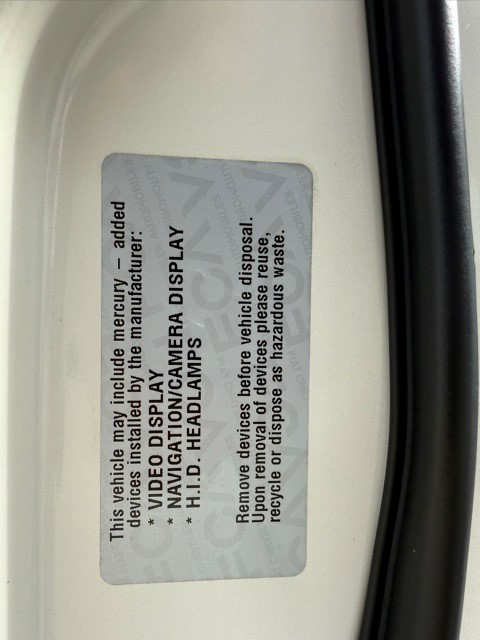 This vehicle may include mercury – added
devices installed by the manufacturer:
* VIDEO DISPLAY
* NAVIGATION/CAMERA DISPLAY
* H.I.D. HEADLAMPS
Remove devices before vehicle disposal.
Upon removal of devices please reuse,
recycle or dispose as hazardous waste.